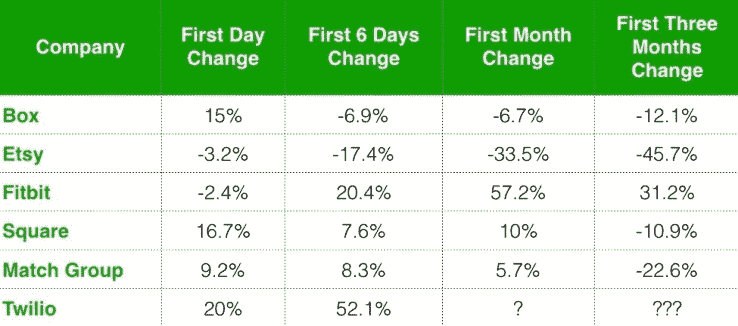 Company First Day Change First 6 Days Change First Month Change First Three Months Change
Box 15% -6.9% -6.7% -12.1%
Etsy -3.2% -17.4% -33.5% -45.7%
Fitbit -2.4% 20.4% 57.2% 31.2%
Square 16.7% 7.6% 10% -10.9%
Match Group 9.2% 8.3% 5.7% -22.6%
Twilio 20% 52.1% ? ???